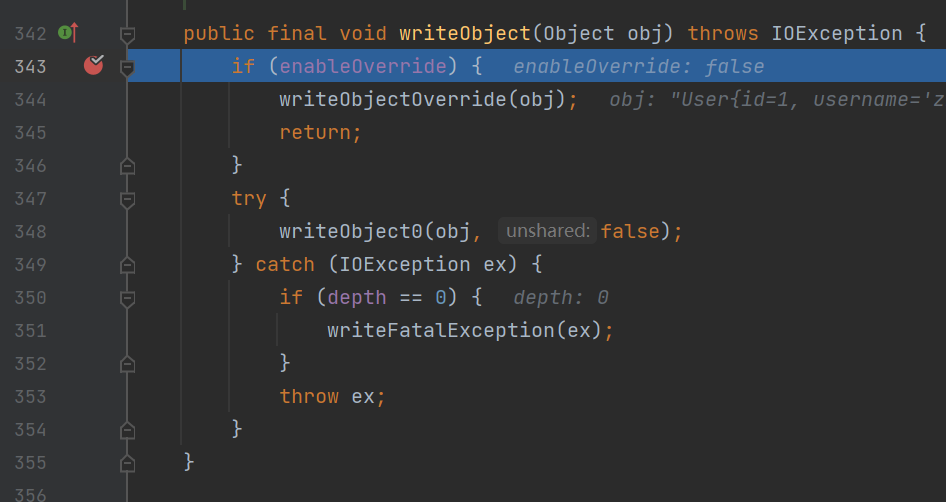 342 public final void writeObject(Object obj) throws IOException {
343 if (enableOverride) { enableOverride: false
344 writeObjectOverride(obj); obj: "User{id=1, username='z
345 return;
346 }
347 try {
348 writeObject0(obj, unshared: false);
349 } catch (IOException ex) {
350 if (depth == 0) { depth: 0
351 writeFatalException(ex);
352 }
353 throw ex;
354 }
355 }
356